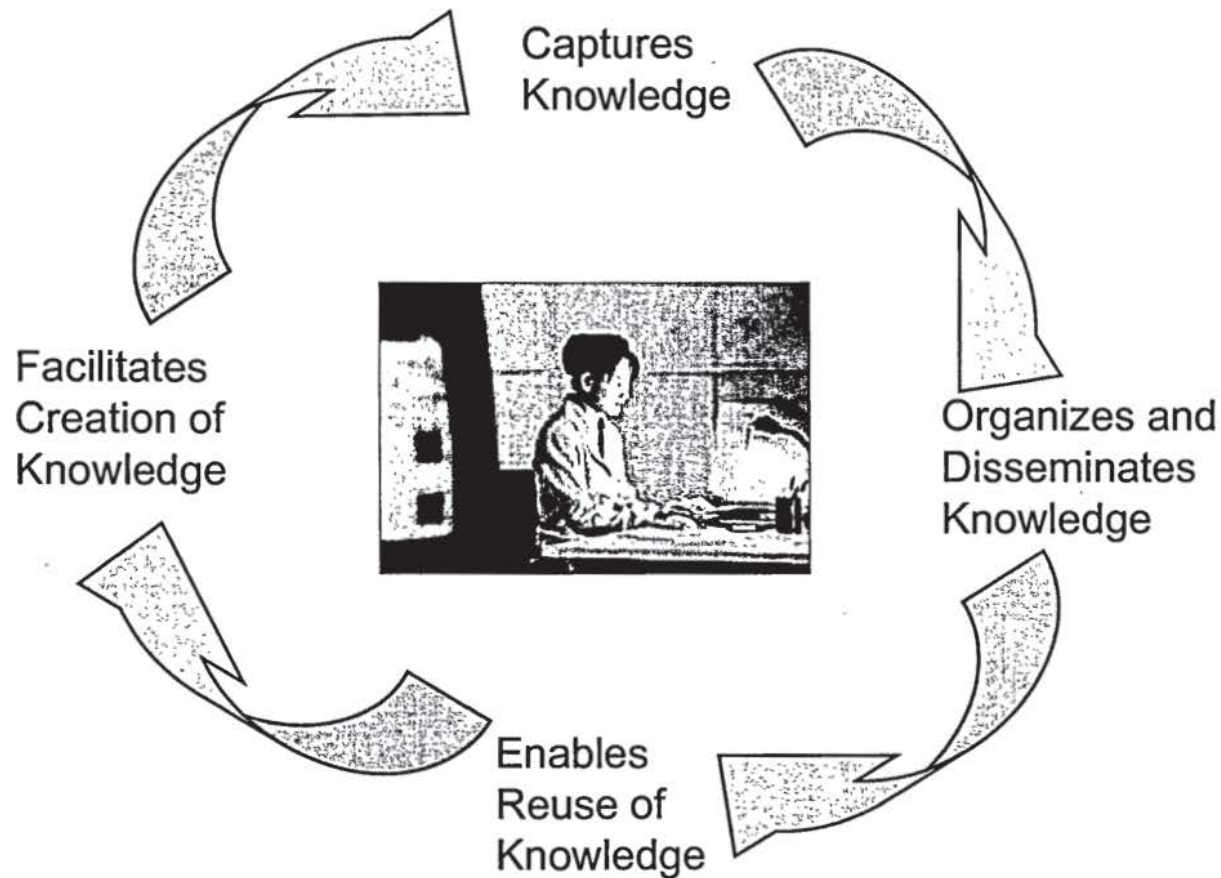 Captures
Knowledge
Organizes and
Disseminates
Knowledge
Enables
Reuse of
Knowledge
Facilitates
Creation of
Knowledge